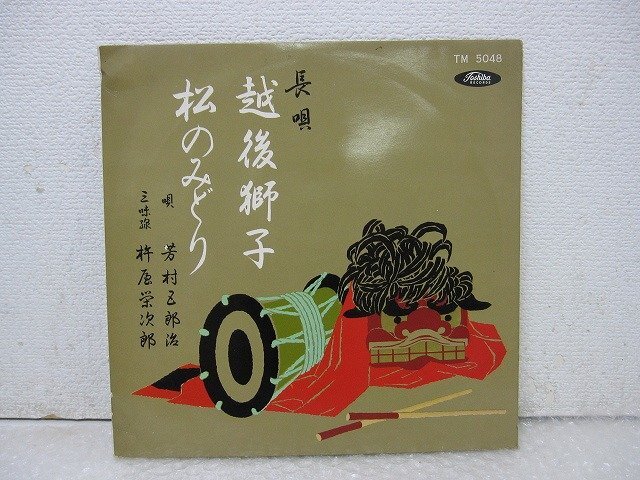 TM 5048
Toshiba
RECORDS
長唄
越後獅子
松のみどり
唄 芳村五郎治
三味線 杵屋栄次郎